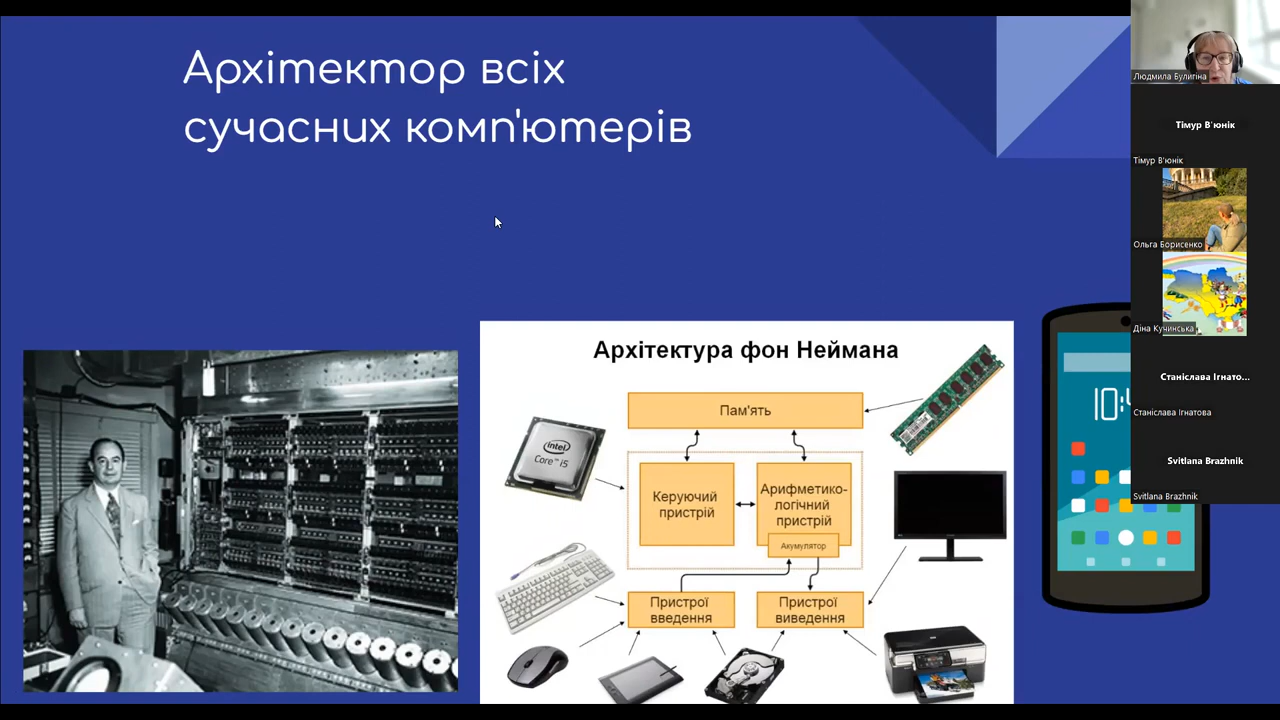 Архітектор всіх
сучасних комп'ютерів
Архітектура фон Неймана
Пам'ять
intel
Core™ i5
Керуючий
пристрій
Арифметико-
логічний
пристрій
Акумулятор
Пристрої
введення
Пристрої
виведення
10:4
Людмила Булигіна
Тімур В'юнік
Тімур В'юнік
Ольга Борисенко
Діна Кучинська
Станіслава Ігнато...
Станіслава Ігнатова
Svitlana Brazhnik
Svitlana Brazhnik